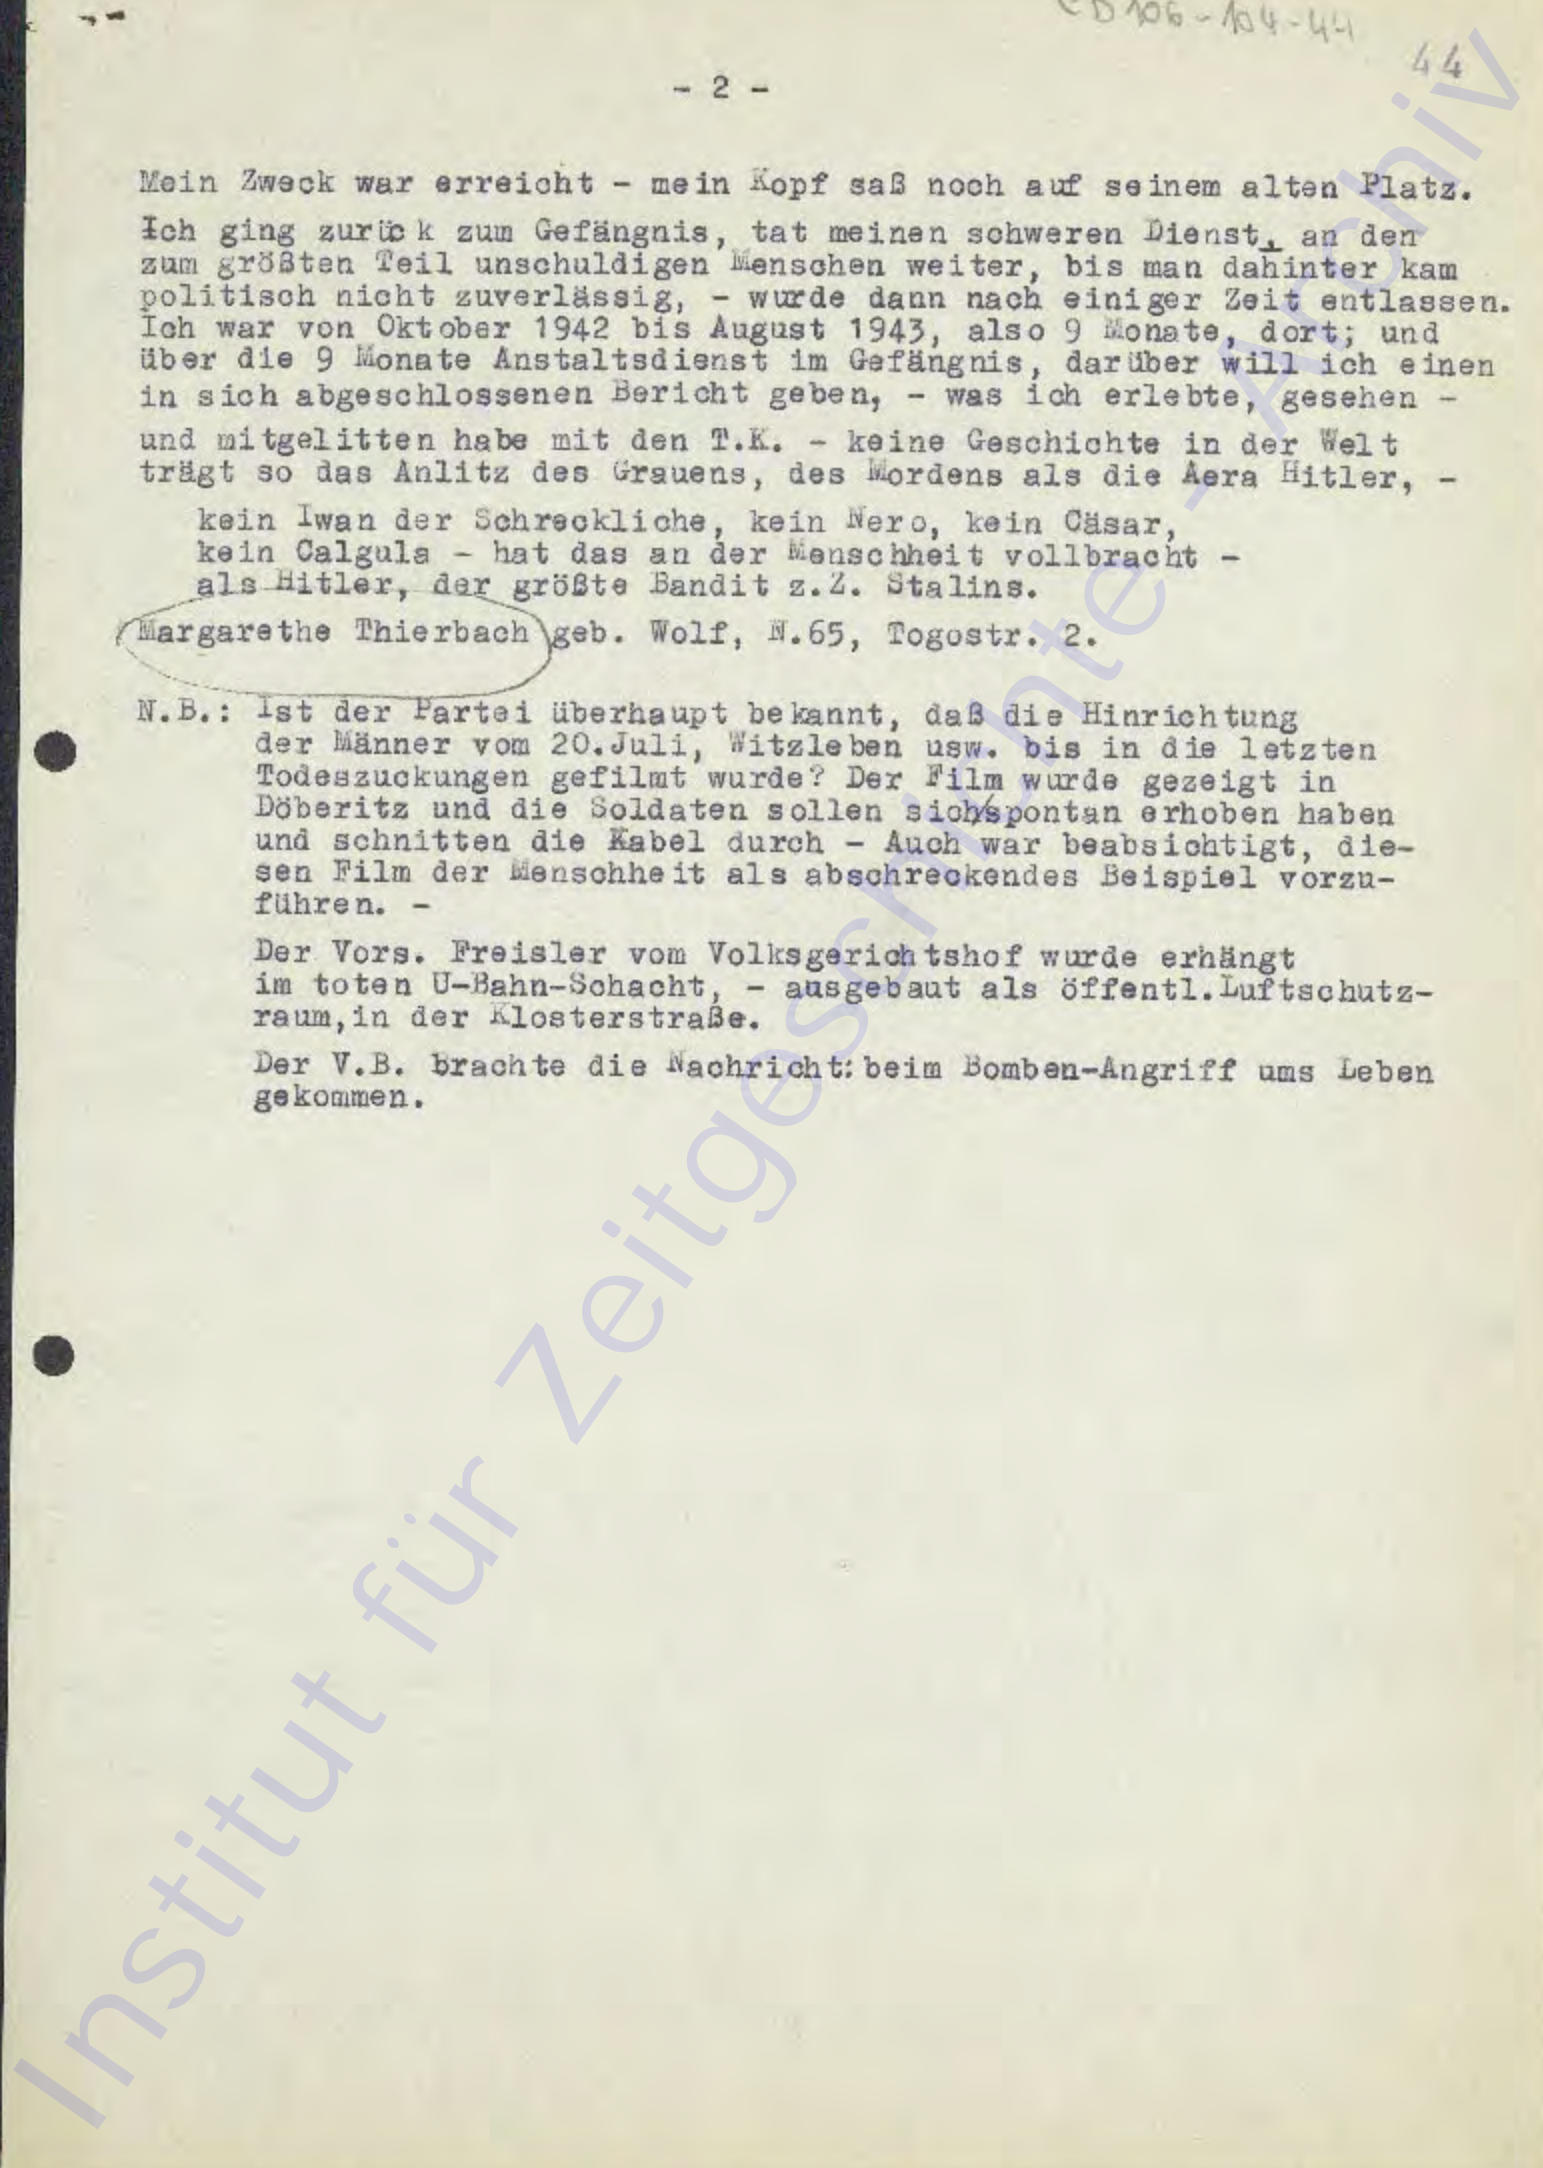 ED 106-104-44
44
- 2 -
Mein Zweck war erreicht - mein Kopf saß noch auf seinem alten Platz.
Ich ging zurück zum Gefängnis, tat meinen schweren Dienst, an den
zum größten Teil unschuldigen Menschen weiter, bis man dahinter kam
politisch nicht zuverlässig, - wurde dann nach einiger Zeit entlassen.
Ich war von Oktober 1942 bis August 1943, also 9 Monate, dort; und
über die 9 Monate Anstaltsdienst im Gefängnis, darüber will ich einen
in sich abgeschlossenen Bericht geben, - was ich erlebte, gesehen -
und mitgelitten habe mit den T.K. - keine Geschichte in der Welt
trägt so das Anlitz des Grauens, des Mordens als die Aera Hitler, -
kein Iwan der Schreckliche, kein Nero, kein Cäsar,
kein Calgula - hat das an der Menschheit vollbracht -
als Hitler, der größte Bandit z.Z. Stalins.
Margarethe Thierbach geb. Wolf, N.65, Togostr. 2.
N.B.: Ist der Partei überhaupt bekannt, daß die Hinrichtung
der Männer vom 20.Juli, Witzleben usw. bis in die letzten
Todeszuckungen gefilmt wurde? Der Film wurde gezeigt in
Döberitz und die Soldaten sollen sich/spontan erhoben haben
und schnitten die Kabel durch - Auch war beabsichtigt, die-
sen Film der Menschheit als abschreckendes Beispiel vorzu-
führen. -
Der Vors. Freisler vom Volksgerichtshof wurde erhängt
im toten U-Bahn-Schacht, - ausgebaut als öffentl.Luftschutz-
raum,in der Klosterstraße.
Der V.B. brachte die Nachricht: beim Bomben-Angriff ums Leben
gekommen.
Institut für Zeitgeschichte - Archiv